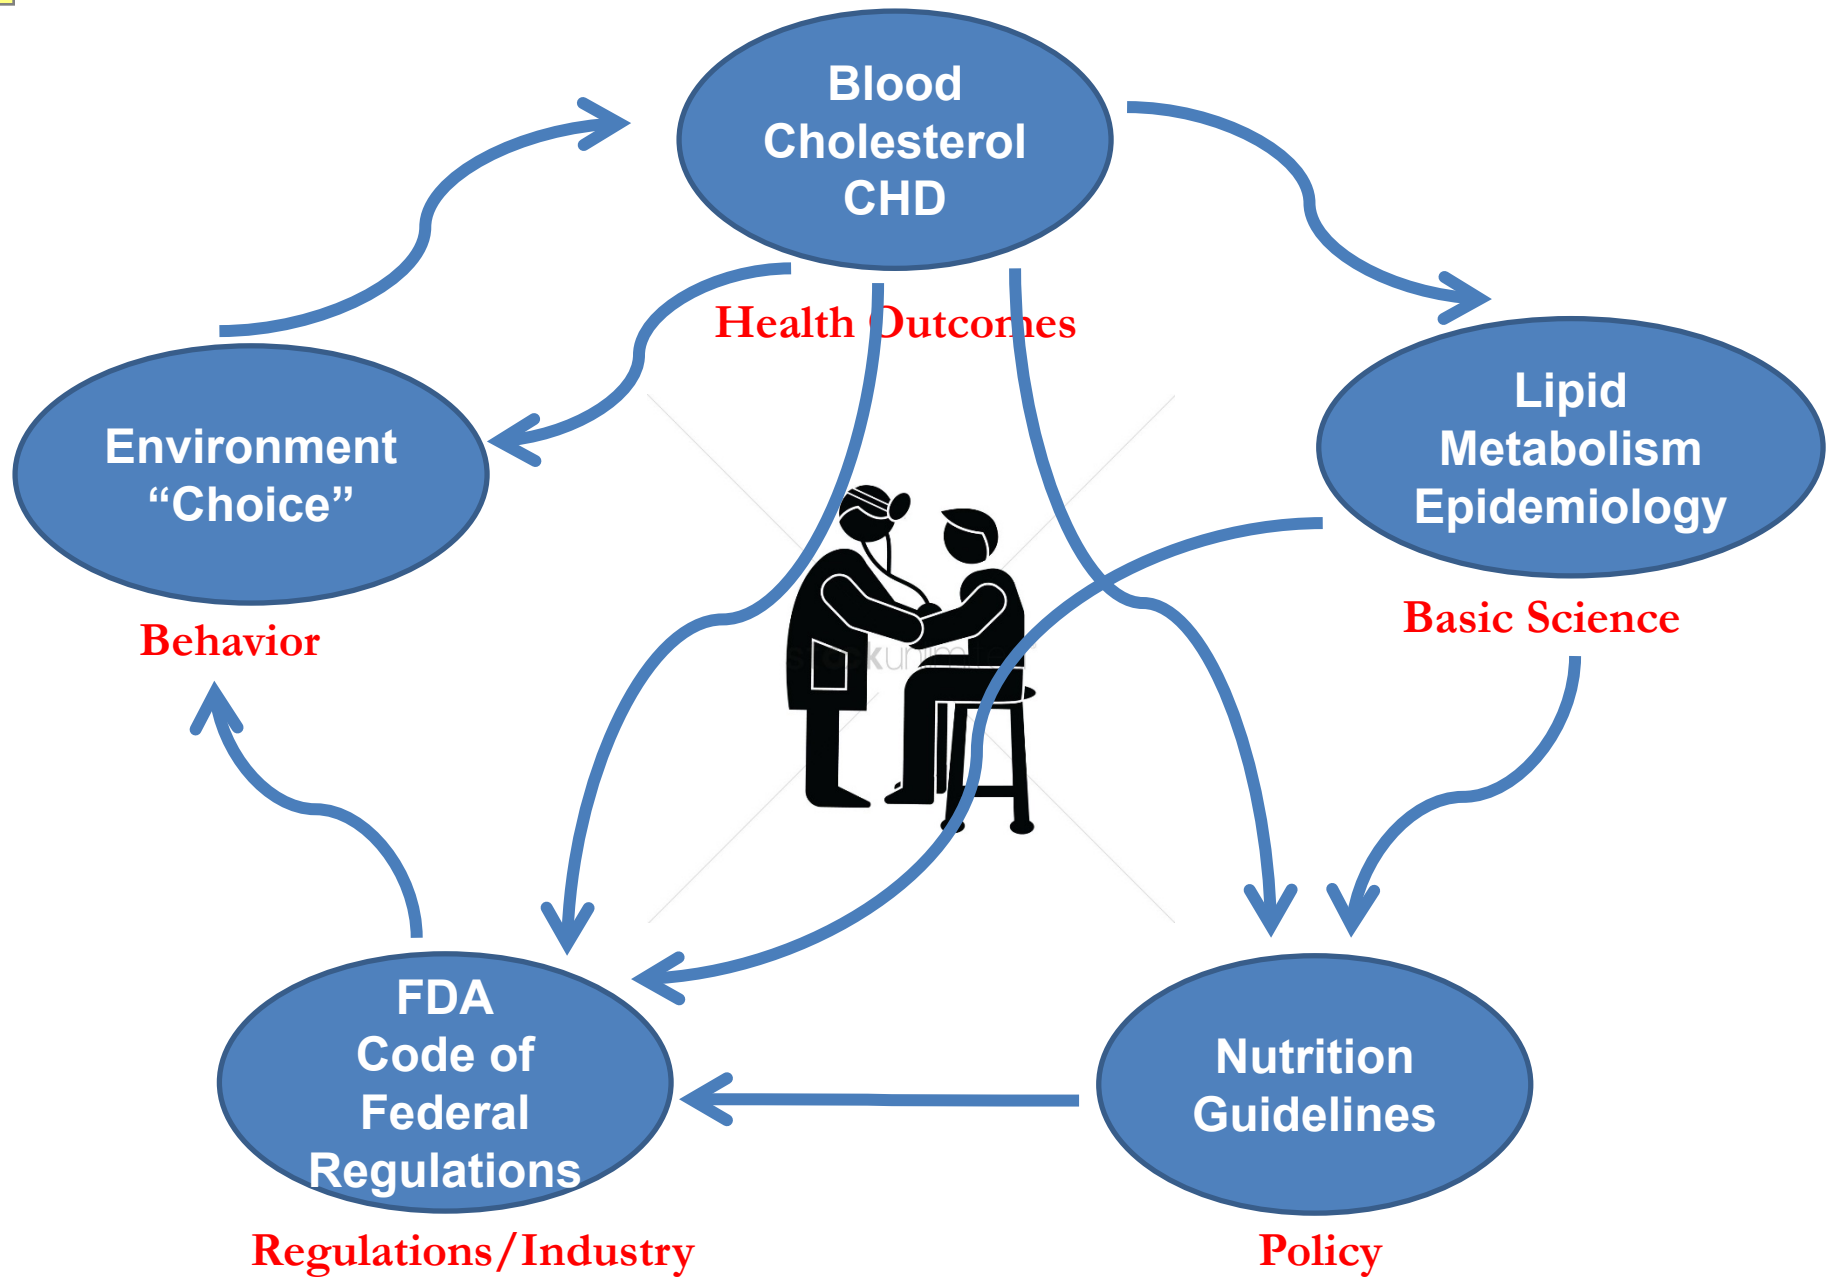 Blood
Cholesterol
CHD
Health Outcomes
Environment
“Choice”
Behavior
Lipid
Metabolism
Epidemiology
Basic Science
FDA
Code of
Federal
Regulations
Regulations/Industry
Nutrition
Guidelines
Policy